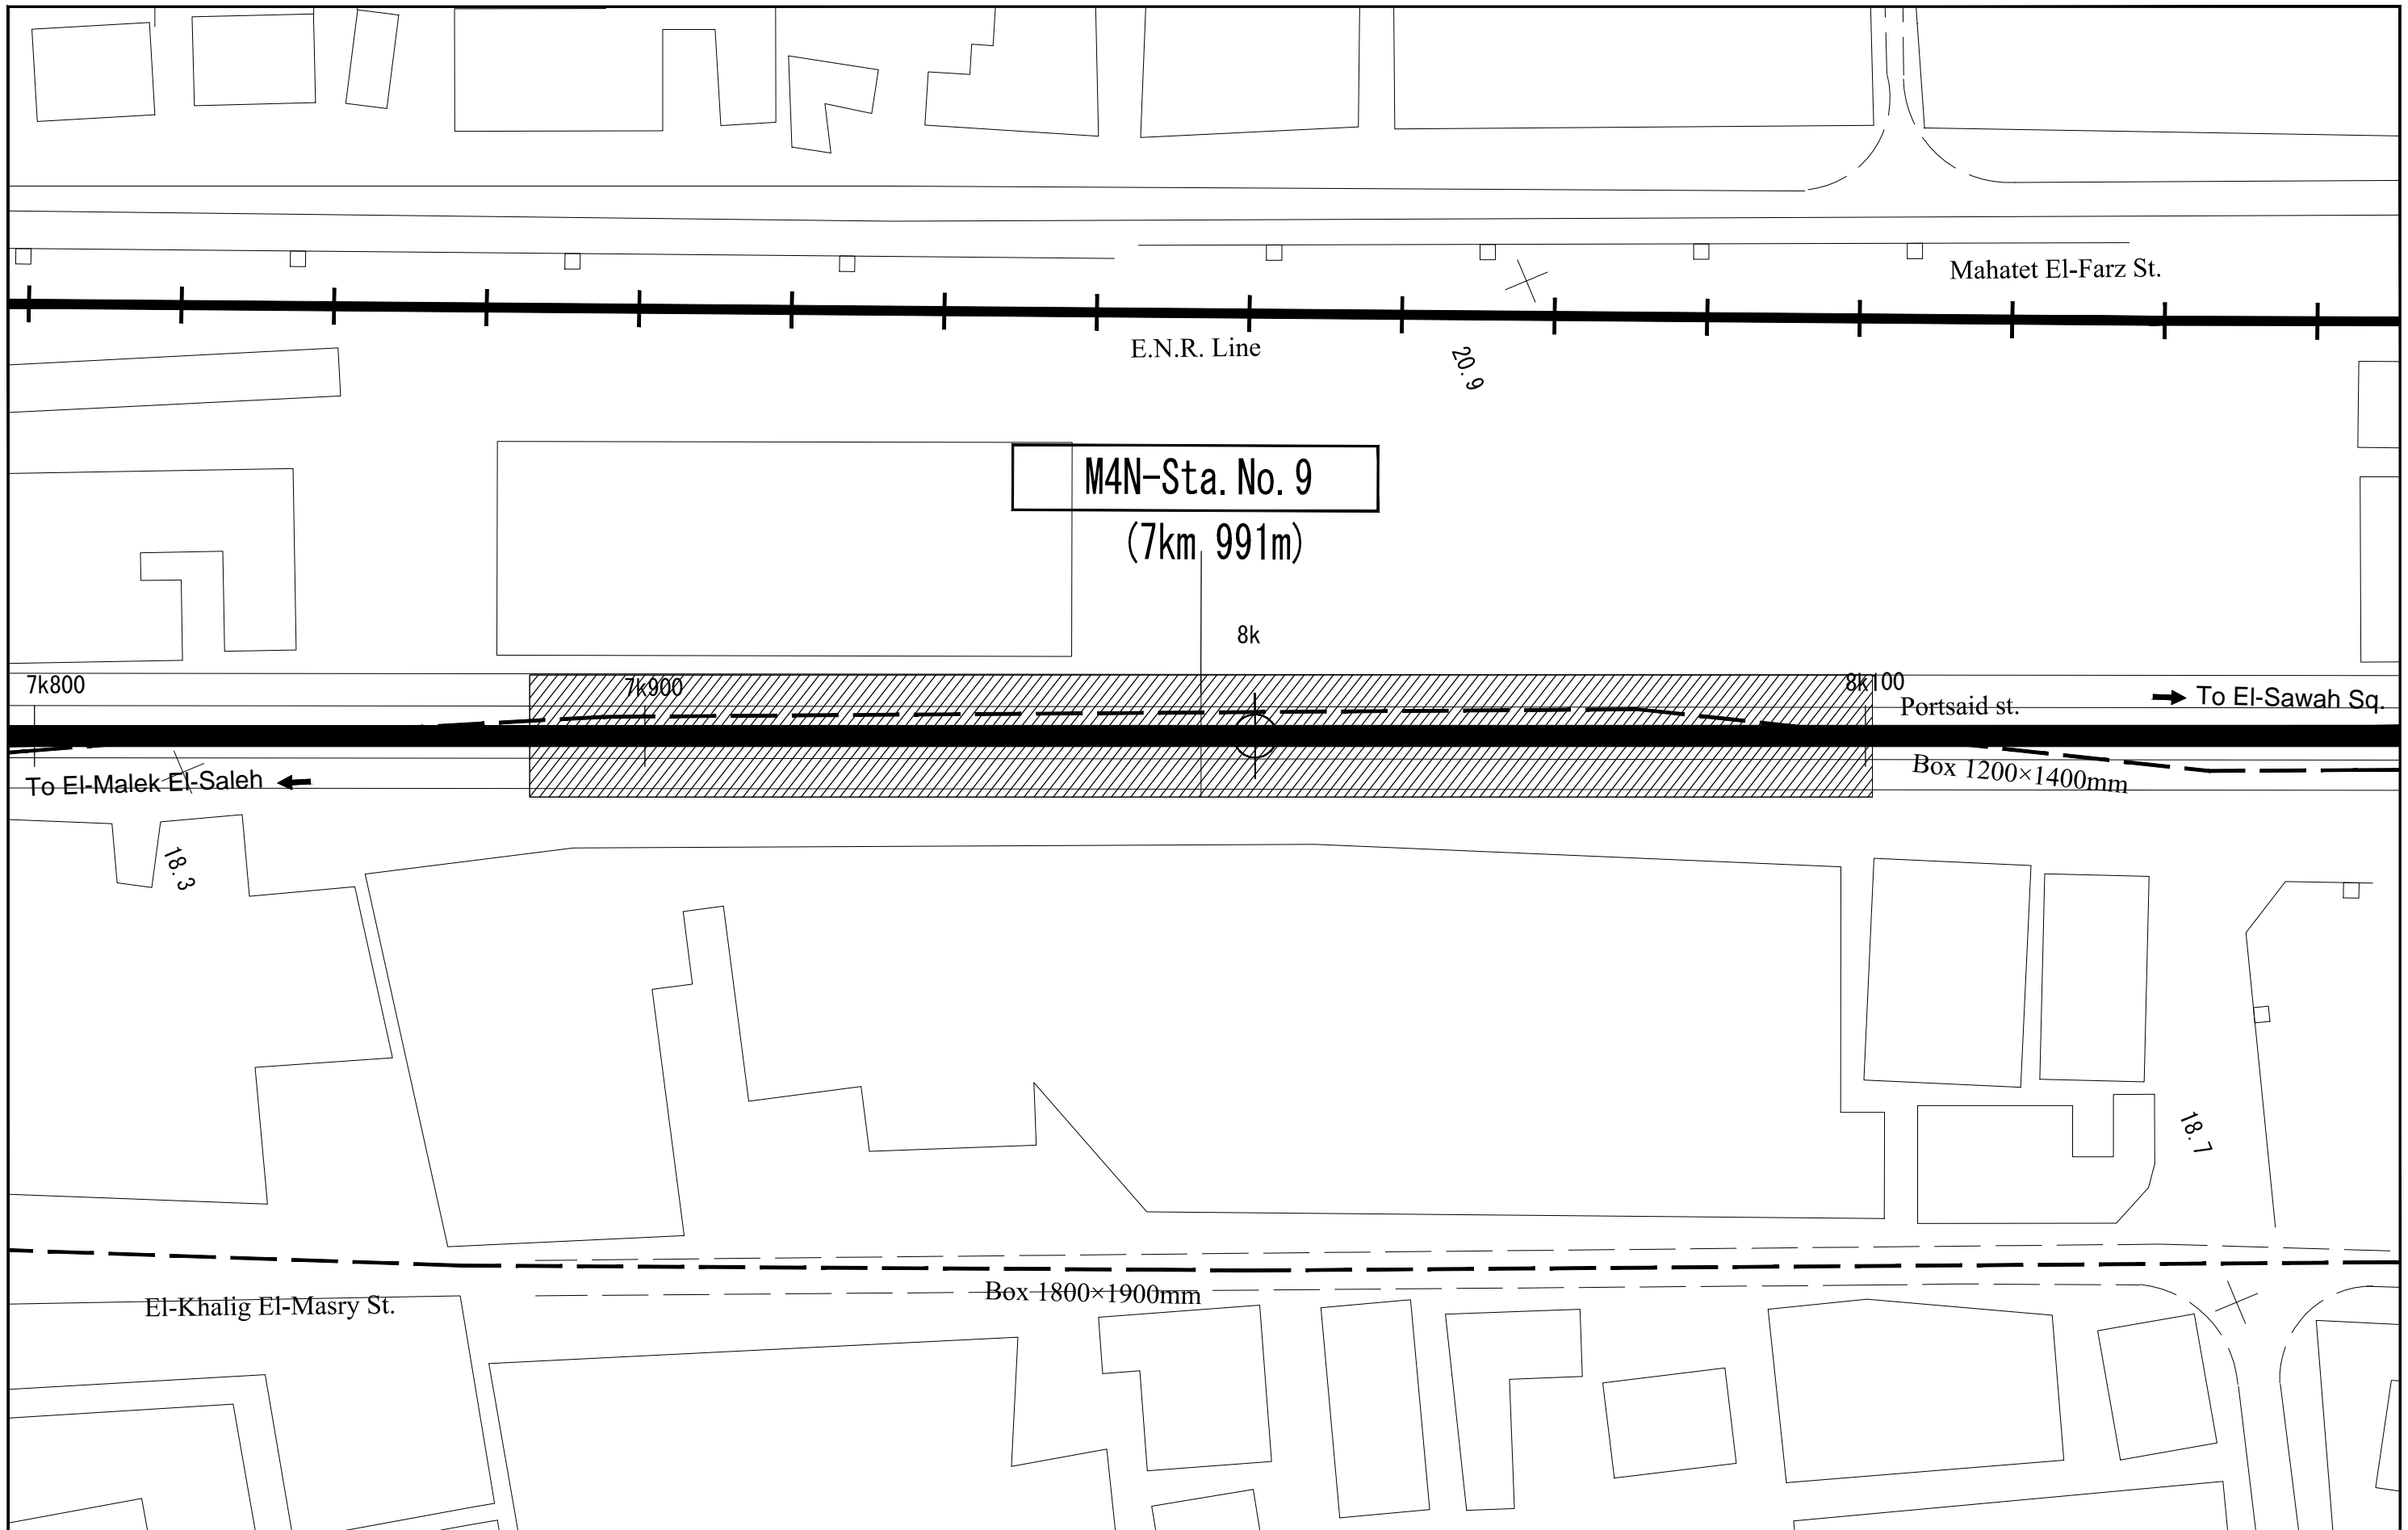 Mahatet El-Farz St.
E.N.R. Line
20.9
M4N-Sta.No.9
(7km 991m)
8k
7k800
7k900
8k100
Portsaid st.
To El-Sawah Sq.
To El-Malek El-Saleh
Box 1200×1400mm
18.3
18.7
Box 1800×1900mm
El-Khalig El-Masry St.